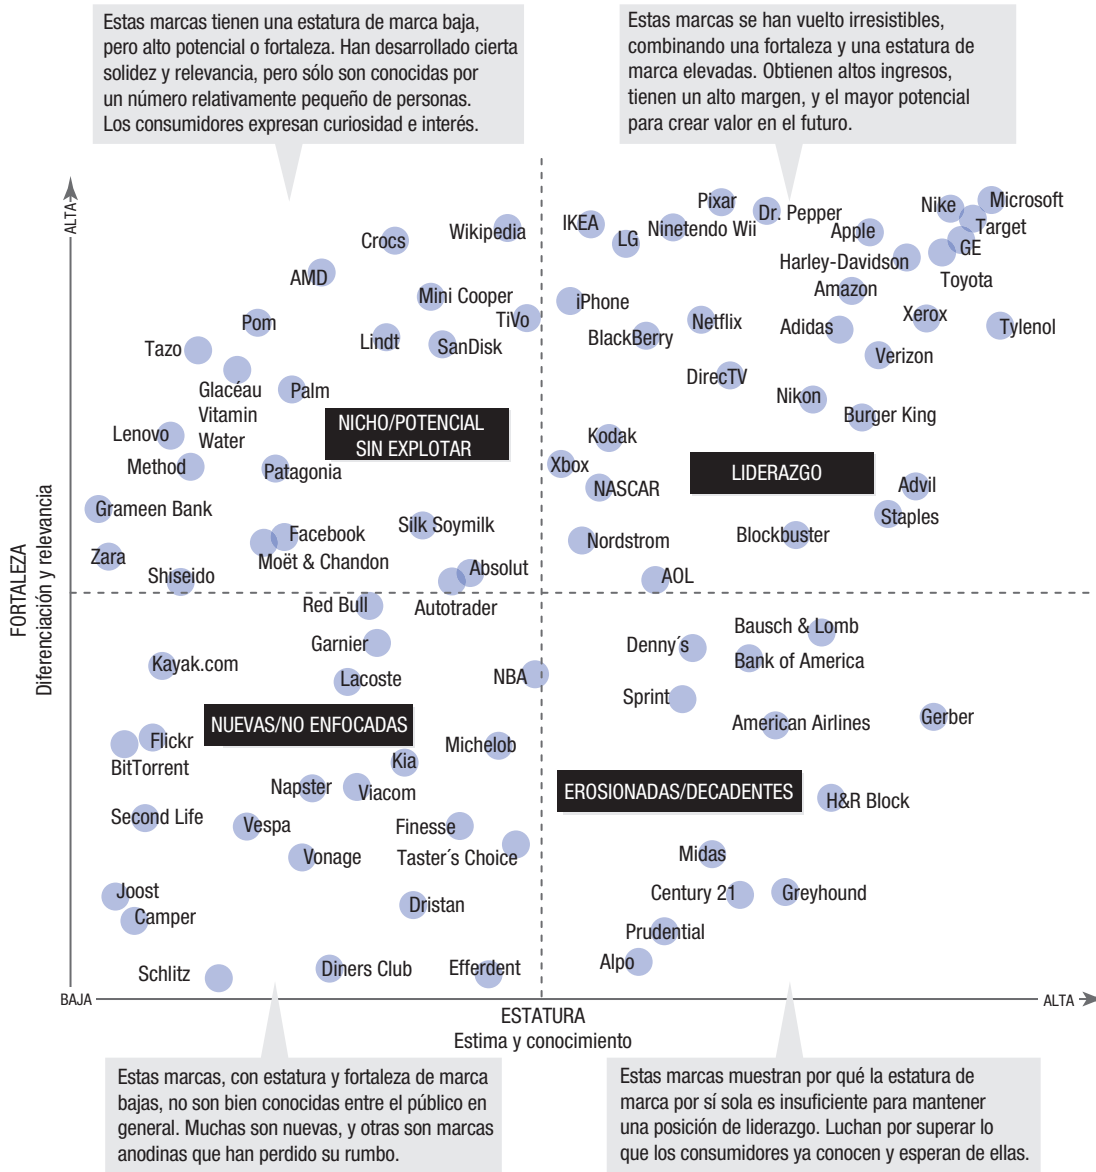 Estas marcas tienen una estatura de marca baja,
pero alto potencial o fortaleza. Han desarrollado cierta
solidez y relevancia, pero sólo son conocidas por
un número relativamente pequeño de personas.
Los consumidores expresan curiosidad e interés.
Estas marcas se han vuelto irresistibles,
combinando una fortaleza y una estatura de
marca elevadas. Obtienen altos ingresos,
tienen un alto margen, y el mayor potencial
para crear valor en el futuro.
ALTA
FORTALEZA
Diferenciación y relevancia
Crocs
Wikipedia
AMD
Mini Cooper
TiVo
Pom
Lindt
SanDisk
Tazo
Glacéau
Vitamin
Water
Palm
NICHO/POTENCIAL
SIN EXPLOTAR
Lenovo
Method
Patagonia
Grameen Bank
Facebook
Silk Soymilk
Zara
Moët & Chandon
Shiseido
Absolut
Autotrader
IKEA
LG
Ninetendo Wii
Pixar
Dr. Pepper
Apple
Nike
Microsoft
Target
GE
Harley-Davidson
Toyota
Amazon
iPhone
BlackBerry
Netflix
Adidas
Xerox
Tylenol
Verizon
DirecTV
Nikon
Burger King
Kodak
Xbox
NASCAR
LIDERAZGO
Advil
Staples
Nordstrom
Blockbuster
AOL
Red Bull
Garnier
Kayak.com
Lacoste
NBA
NUEVAS/NO ENFOCADAS
Flickr
BitTorrent
Michelob
Kia
Napster
Viacom
Second Life
Vespa
Finesse
Vonage
Taster´s Choice
Joost
Camper
Dristan
Schlitz
Diners Club
Efferdent
Denny´s
Bausch & Lomb
Bank of America
Sprint
American Airlines
Gerber
EROSIONADAS/DECADENTES
H&R Block
Midas
Century 21
Greyhound
Prudential
Alpo
BAJA
ESTATURA
Estima y conocimiento
ALTA
Estas marcas, con estatura y fortaleza de marca
bajas, no son bien conocidas entre el público en
general. Muchas son nuevas, y otras son marcas
anodinas que han perdido su rumbo.
Estas marcas muestran por qué la estatura de
marca por sí sola es insuficiente para mantener
una posición de liderazgo. Luchan por superar lo
que los consumidores ya conocen y esperan de ellas.